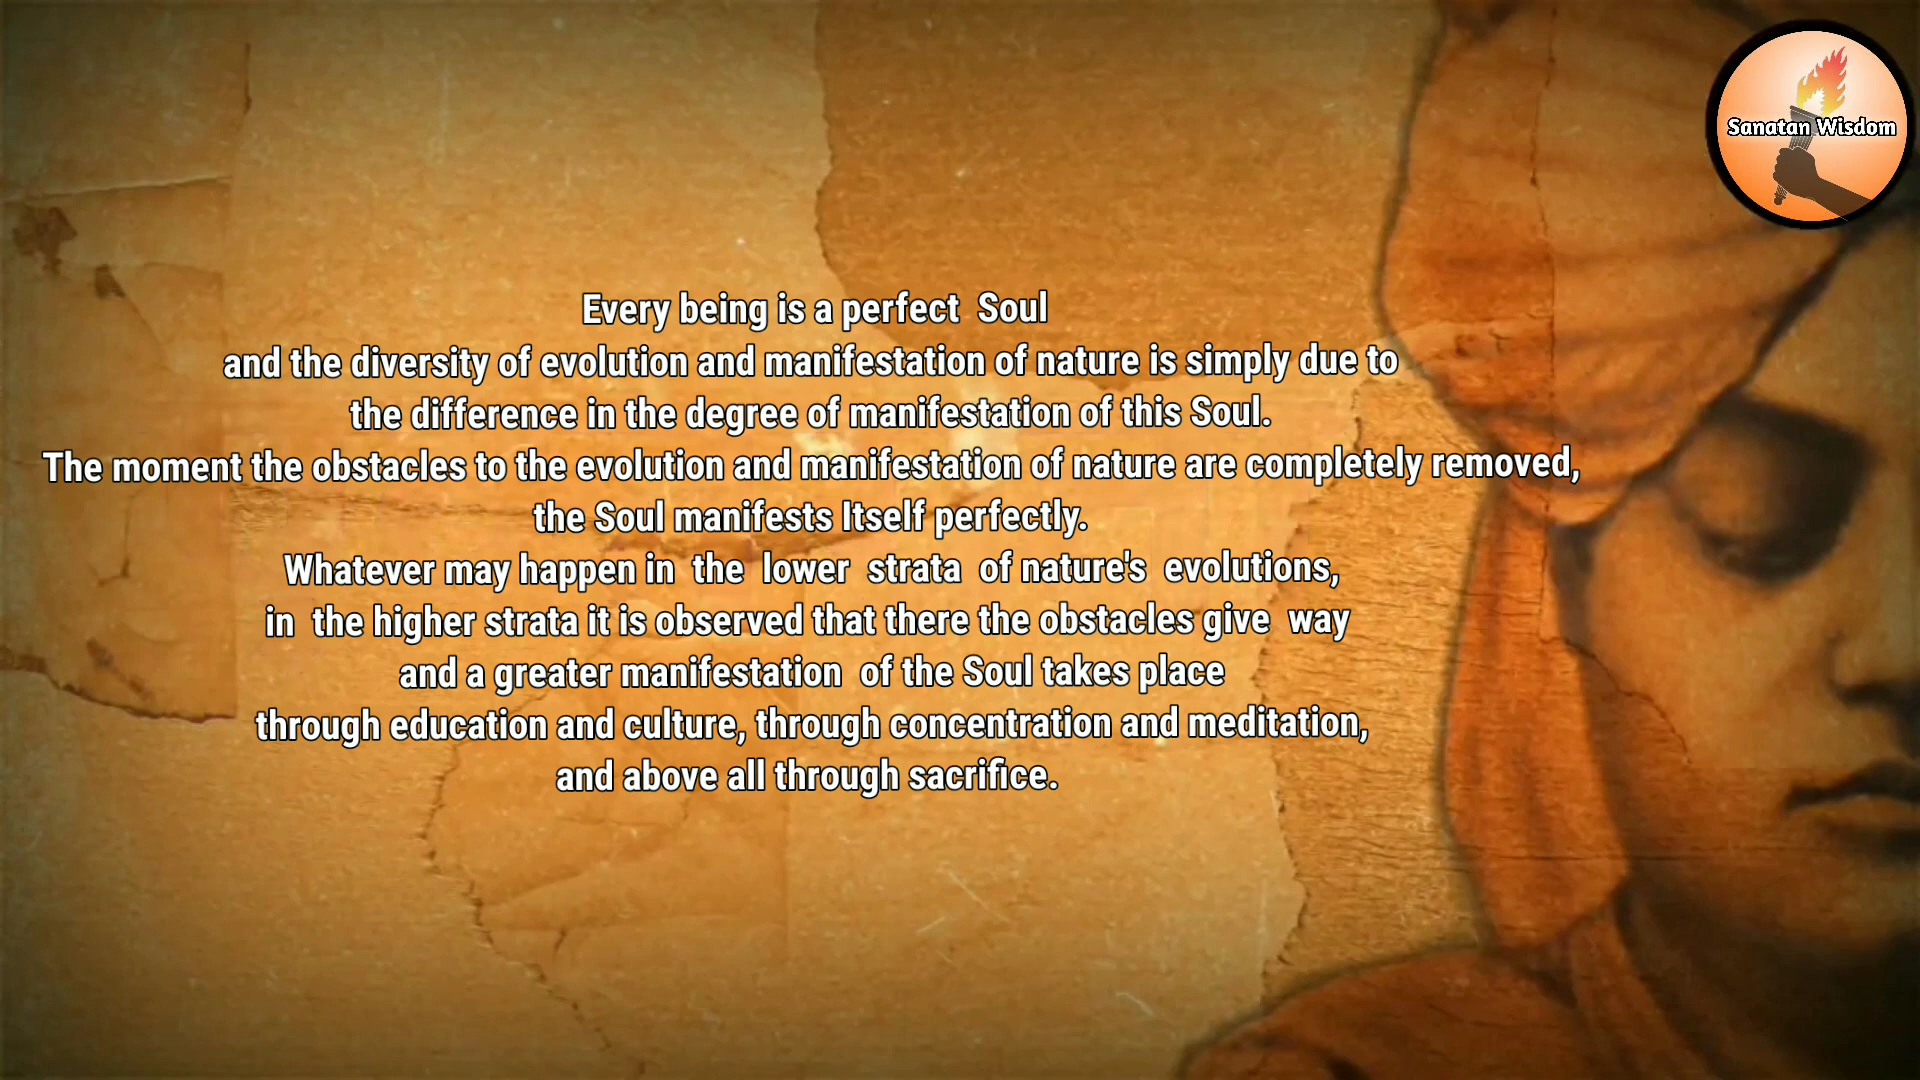 Sanatan Wisdom
Every being is a perfect Soul
and the diversity of evolution and manifestation of nature is simply due to
the difference in the degree of manifestation of this Soul.
The moment the obstacles to the evolution and manifestation of nature are completely removed,
the Soul manifests Itself perfectly.
Whatever may happen in the lower strata of nature's evolutions,
in the higher strata it is observed that there the obstacles give way
and a greater manifestation of the Soul takes place
through education and culture, through concentration and meditation,
and above all through sacrifice.